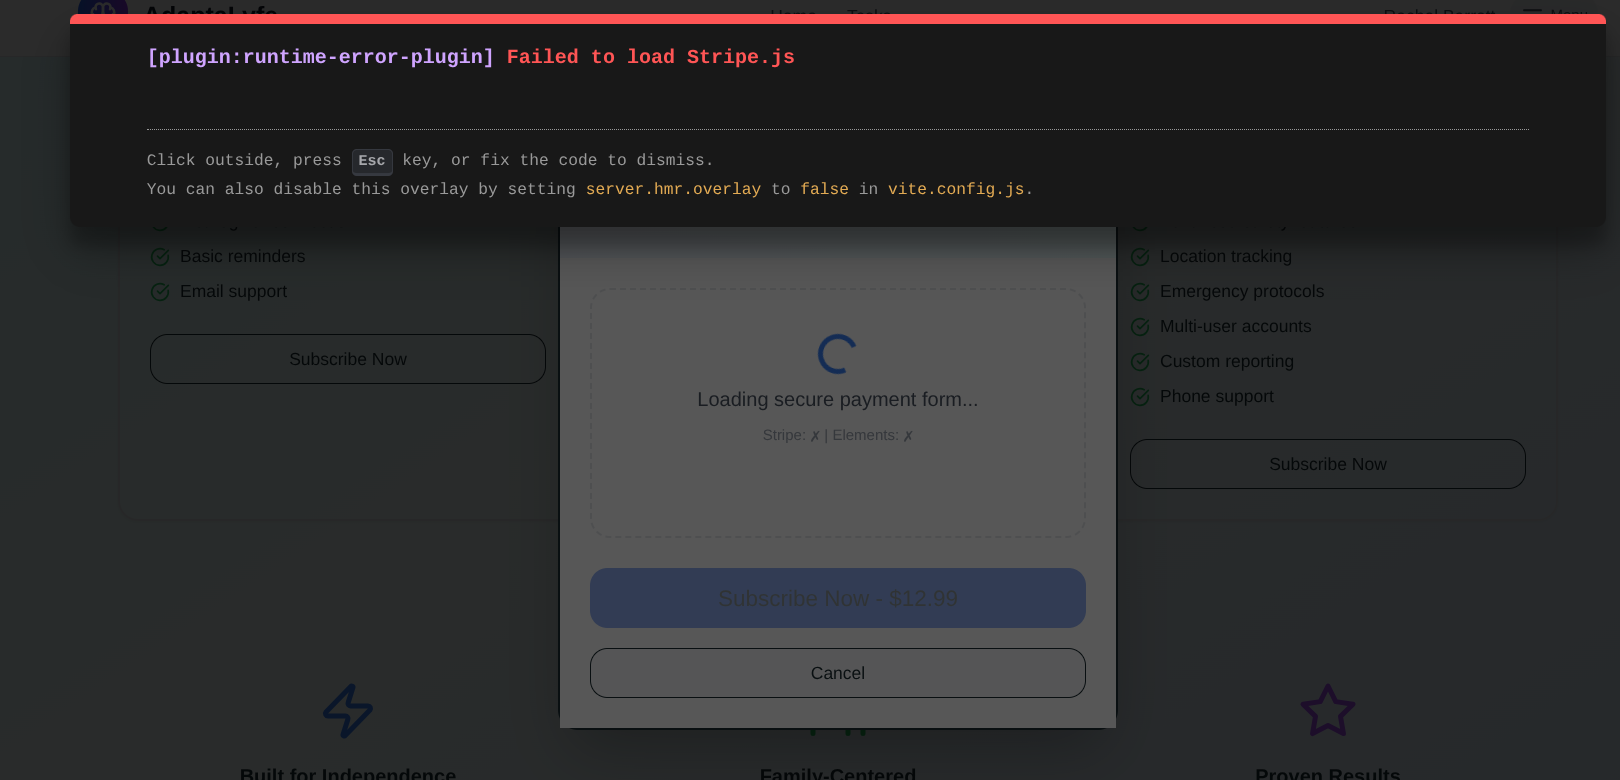 [plugin:runtime-error-plugin] Failed to load Stripe.js
Click outside, press Esc key, or fix the code to dismiss.
You can also disable this overlay by setting server.hmr.overlay to false in vite.config.js.
Basic reminders
Email support
Subscribe Now
Loading secure payment form...
Stripe: ✗ | Elements: ✗
Subscribe Now - $12.99
Cancel
Location tracking
Emergency protocols
Multi-user accounts
Custom reporting
Phone support
Subscribe Now
Built for Independence
Family-Centered
Proven Results